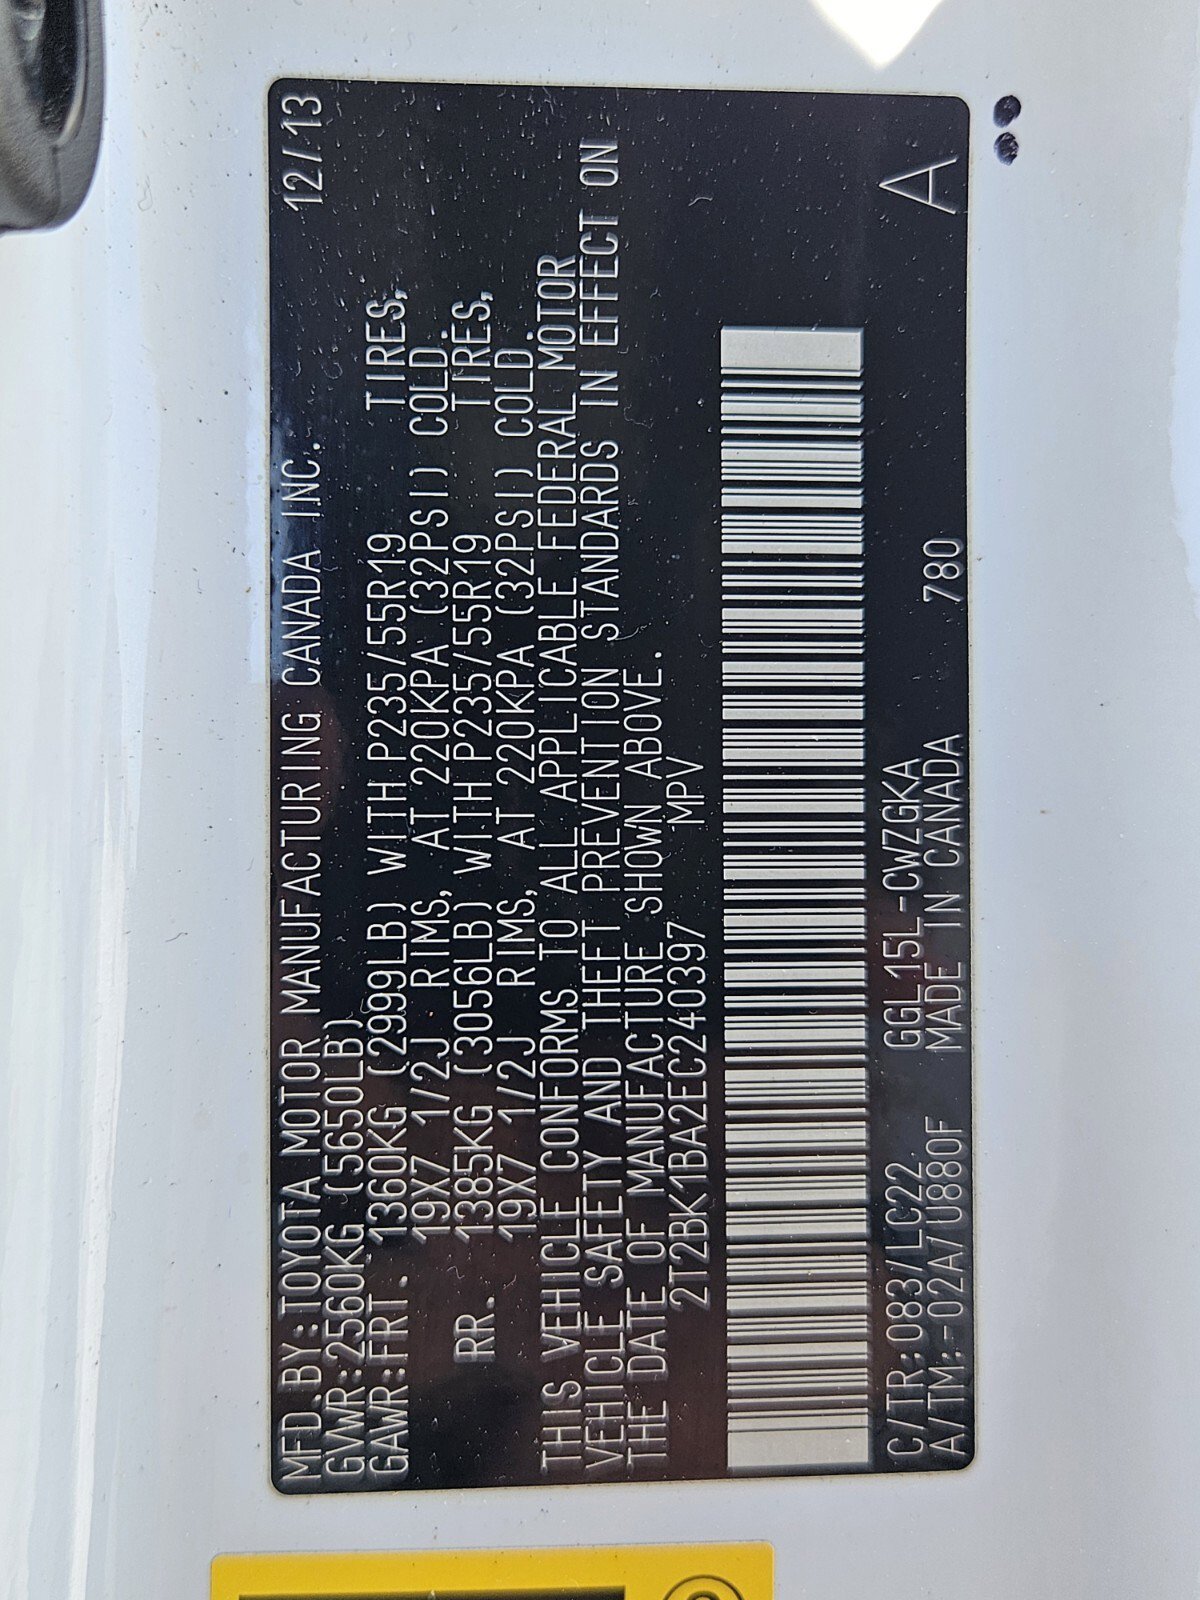 MFD.BY:TOYOTA MOTOR MANUFACTURING CANADA INC. 12/13
GVWR:2560KG (5650LB)
GAWR:FRT. 1360KG (2999LB) WITH P235/55R19 TIRES,
19X7 1/2J RIMS, AT 220KPA (32PSI) COLD.
RR. 1385KG (3056LB) WITH P235/55R19 TIRES,
19X7 1/2J RIMS, AT 220KPA (32PSI) COLD.
THIS VEHICLE CONFORMS TO ALL APPLICABLE FEDERAL MOTOR
VEHICLE SAFETY AND THEFT PREVENTION STANDARDS IN EFFECT ON
THE DATE OF MANUFACTURE SHOWN ABOVE.
2T2BK1BA2EC240397 MPV
C/TR:083/LC22 GGL15L-CWZGKA A
A/TM:-02A/U880F MADE IN CANADA 780